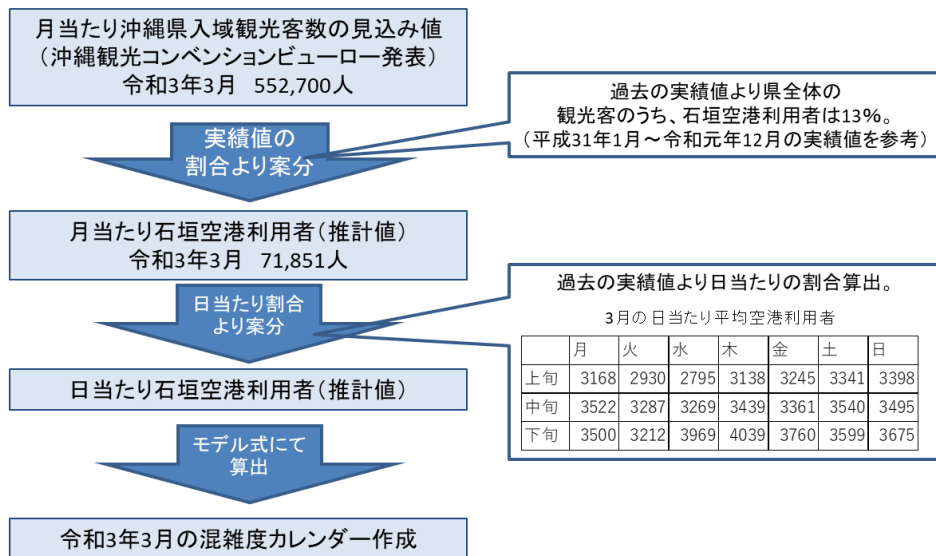 月当たり沖縄県入域観光客数の見込み値
（沖縄観光コンベンションビューロー発表）
令和3年3月　552,700人
過去の実績値より県全体の
観光客のうち、石垣空港利用者は13%。
（平成31年1月～令和元年12月の実績値を参考）
実績値の
割合より案分
月当たり石垣空港利用者（推計値）
令和3年3月　71,851人
過去の実績値より日当たりの割合算出。
日当たり割合
より案分
3月の日当たり平均空港利用者
月 火 水 木 金 土 日
上旬 3168 2930 2795 3138 3245 3341 3398
中旬 3522 3287 3269 3439 3361 3540 3495
下旬 3500 3212 3969 4039 3760 3599 3675
日当たり石垣空港利用者（推計値）
モデル式にて
算出
令和3年3月の混雑度カレンダー作成